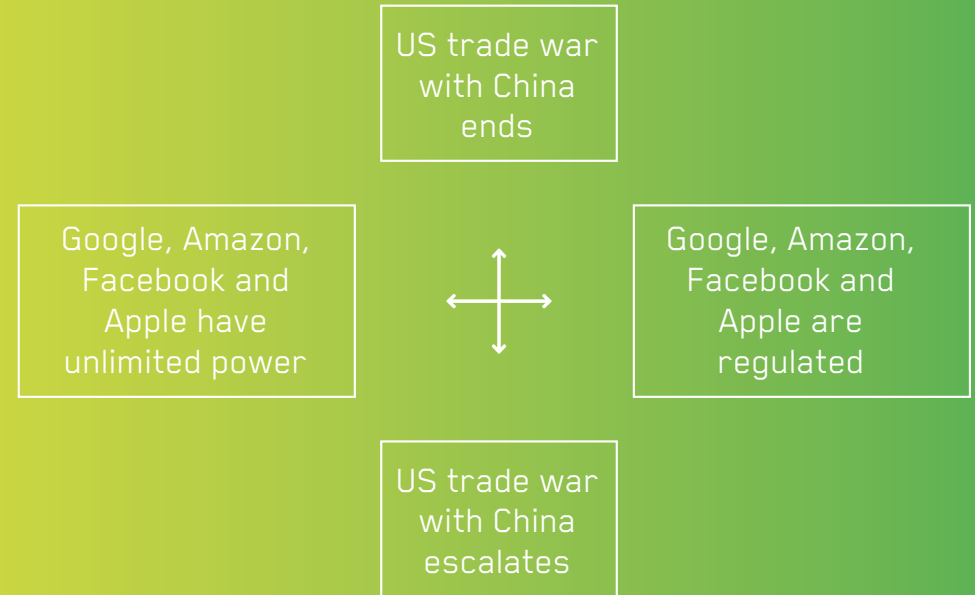 US trade war
with China
ends
Google, Amazon,
Facebook and
Apple have
unlimited power
Google, Amazon,
Facebook and
Apple are
regulated
US trade war
with China
escalates